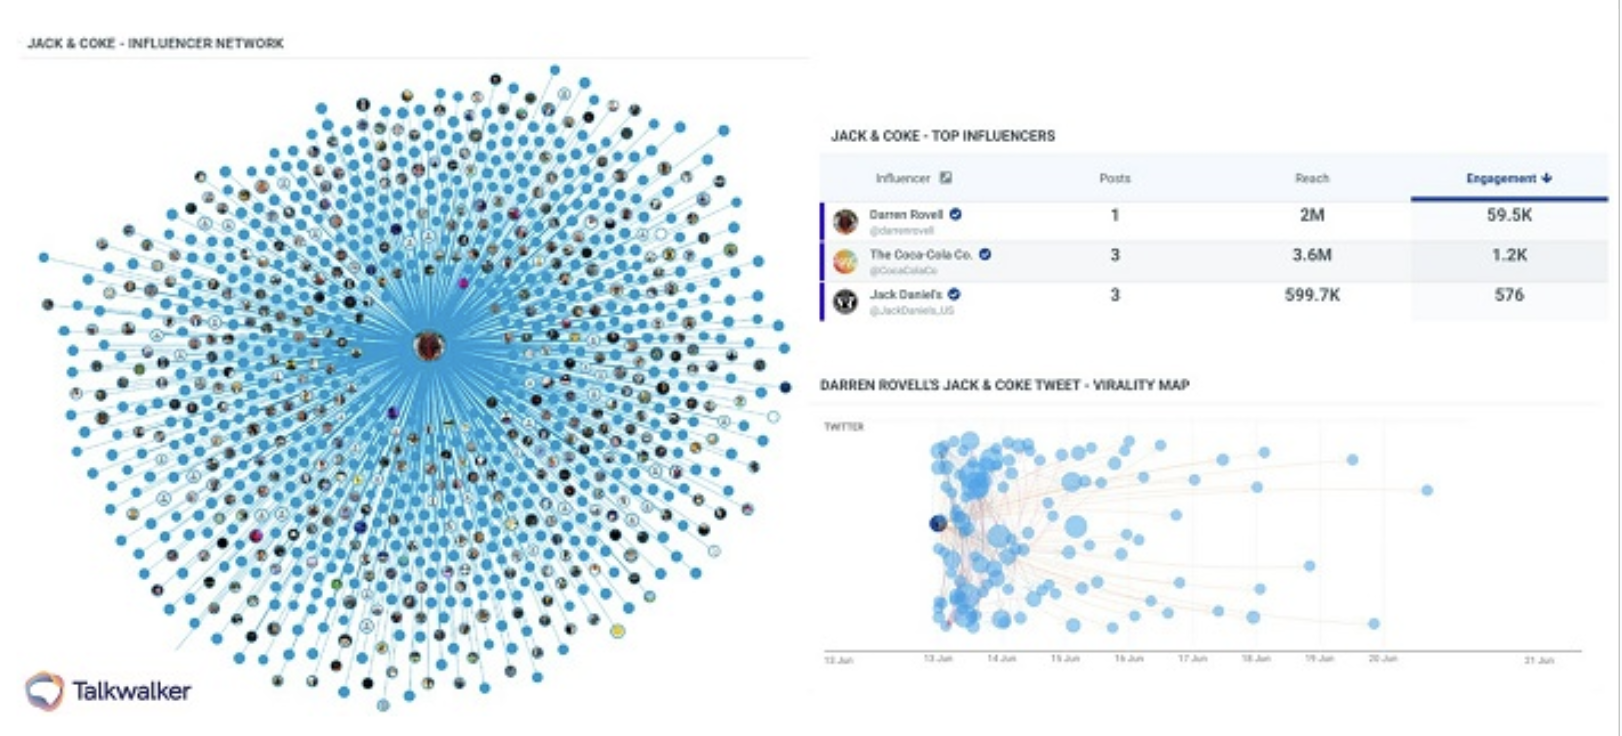 JACK & COKE - INFLUENCER NETWORK
Talkwalker
JACK & COKE - TOP INFLUENCERS
Influencer Posts Reach Engagement
Darren Rovell 1 2M 59.5K
@darrenrovell
The Coca-Cola Co. 3 3.6M 1.2K
@CocaColaCo
Jack Daniel's 3 599.7K 576
@JackDaniels_US
DARREN ROVELL'S JACK & COKE TWEET - VIRALITY MAP
TWITTER
13 Jun 14 Jun 15 Jun 16 Jun 17 Jun 18 Jun 19 Jun 20 Jun 21 Jun